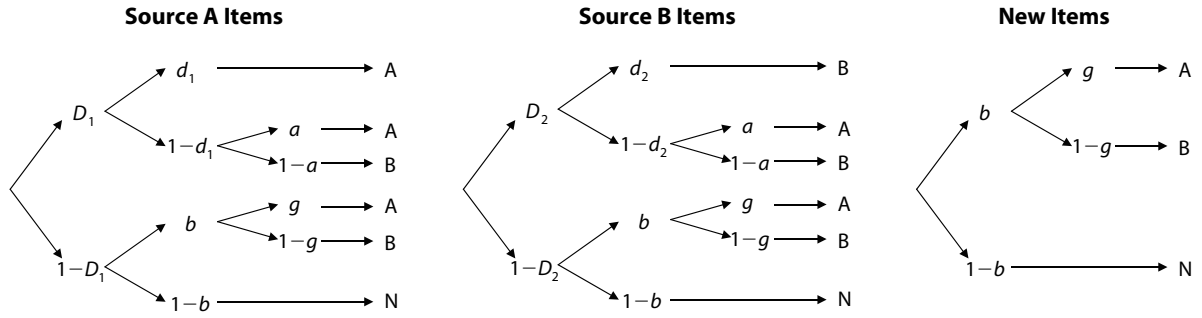 Source A Items
D₁
d₁
A
1−d₁
a
A
1−a
B
1−D₁
b
g
A
1−g
B
1−b
N
Source B Items
D₂
d₂
B
1−d₂
a
A
1−a
B
1−D₂
b
g
A
1−g
B
1−b
N
New Items
b
g
A
1−g
B
1−b
N